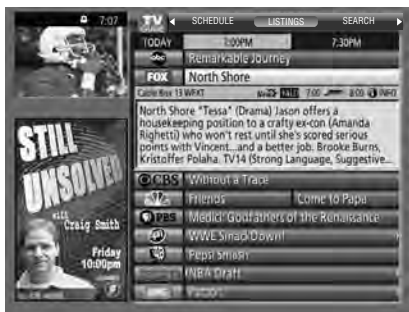 7:07
TV
GUIDE
SCHEDULE
LISTINGS
SEARCH
TODAY
7:00PM
7:30PM
abc
Remarkable Journey
FOX
North Shore
Cable Box 13 WFXT
7:00
8:00
INFO
North Shore "Tessa" (Drama) Jason offers a
housekeeping position to a crafty ex-con (Amanda
Righetti) who won't rest until she's scored serious
points with Vincent...and a better job. Brooke Burns,
Kristoffer Polaha. TV14 (Strong Language, Suggestive...
CBS
Without a Trace
Friends
Come to Papa
PBS
Medici: Godfathers of the Renaissance
WWE SmackDown!
Pepsi Smash
NBA Draft
STILL
UNSOLVED
with
Craig Smith
Friday
10:00pm